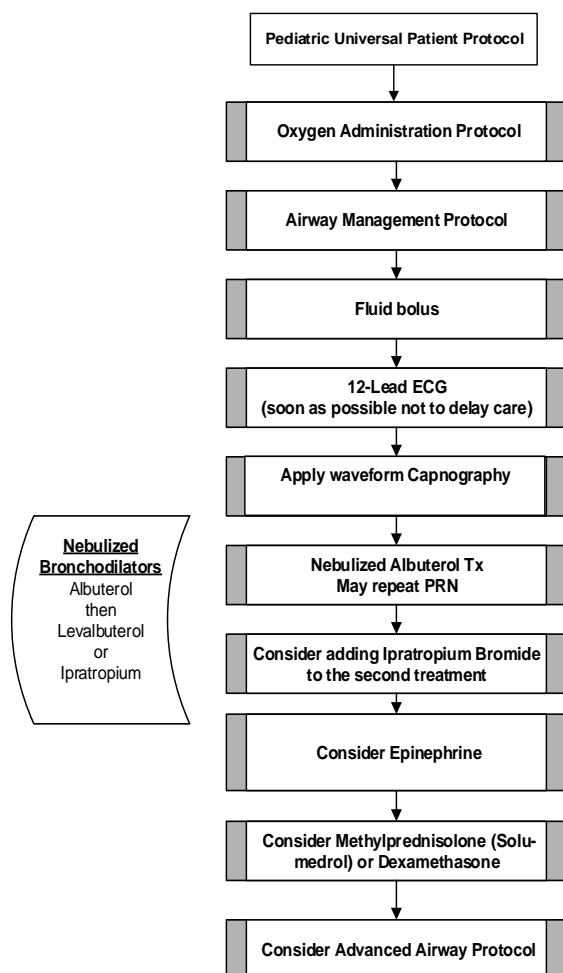 Pediatric Universal Patient Protocol
Oxygen Administration Protocol
Airway Management Protocol
Fluid bolus
12-Lead ECG
(soon as possible not to delay care)
Apply waveform Capnography
Nebulized
Bronchodilators
Albuterol
then
Levalbuterol
or
Ipratropium
Nebulized Albuterol Tx
May repeat PRN
Consider adding Ipratropium Bromide
to the second treatment
Consider Epinephrine
Consider Methylprednisolone (Solu-
medrol) or Dexamethasone
Consider Advanced Airway Protocol